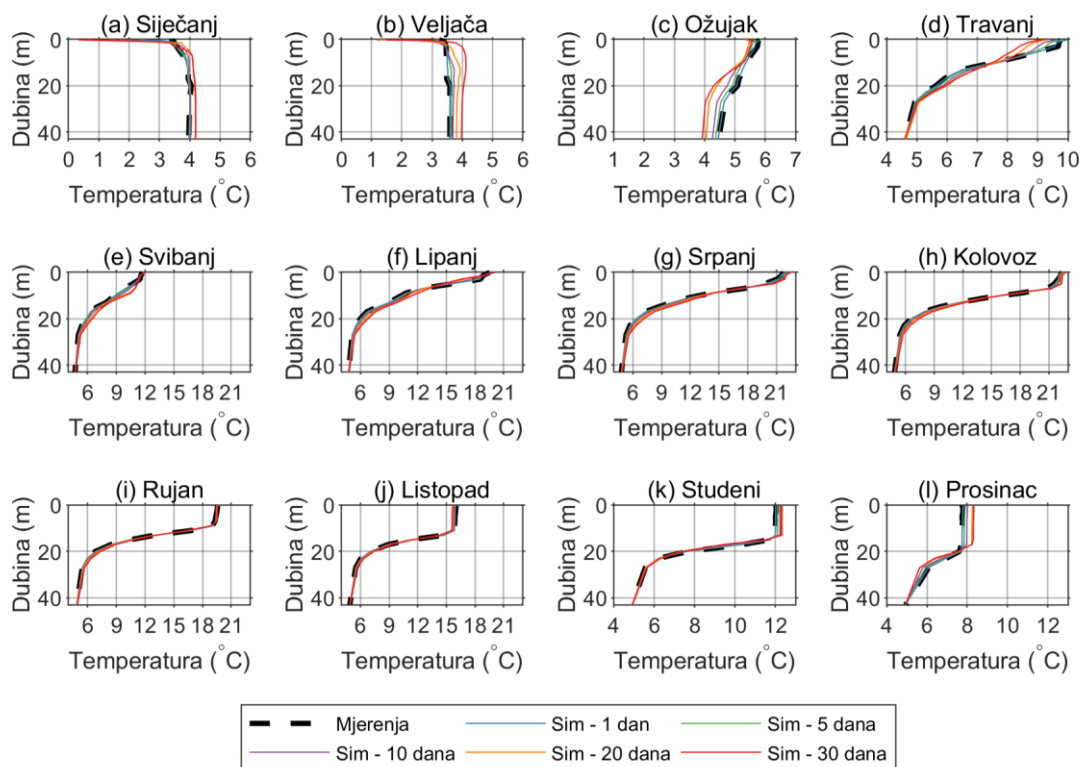 (a) Siječanj
(b) Veljača
(c) Ožujak
(d) Travanj
Dubina (m)
0
20
40
0 1 2 3 4 5 6
Temperatura (°C)
Dubina (m)
0
20
40
0 1 2 3 4 5 6
Temperatura (°C)
Dubina (m)
0
20
40
1 2 3 4 5 6 7
Temperatura (°C)
Dubina (m)
0
20
40
4 5 6 7 8 9 10
Temperatura (°C)
(e) Svibanj
(f) Lipanj
(g) Srpanj
(h) Kolovoz
Dubina (m)
0
20
40
6 9 12 15 18 21
Temperatura (°C)
Dubina (m)
0
20
40
6 9 12 15 18 21
Temperatura (°C)
Dubina (m)
0
20
40
6 9 12 15 18 21
Temperatura (°C)
Dubina (m)
0
20
40
6 9 12 15 18 21
Temperatura (°C)
(i) Rujan
(j) Listopad
(k) Studeni
(l) Prosinac
Dubina (m)
0
20
40
6 9 12 15 18 21
Temperatura (°C)
Dubina (m)
0
20
40
6 9 12 15 18 21
Temperatura (°C)
Dubina (m)
0
20
40
4 6 8 10 12
Temperatura (°C)
Dubina (m)
0
20
40
4 6 8 10 12
Temperatura (°C)
Mjerenja Sim - 1 dan Sim - 5 dana
Sim - 10 dana Sim - 20 dana Sim - 30 dana